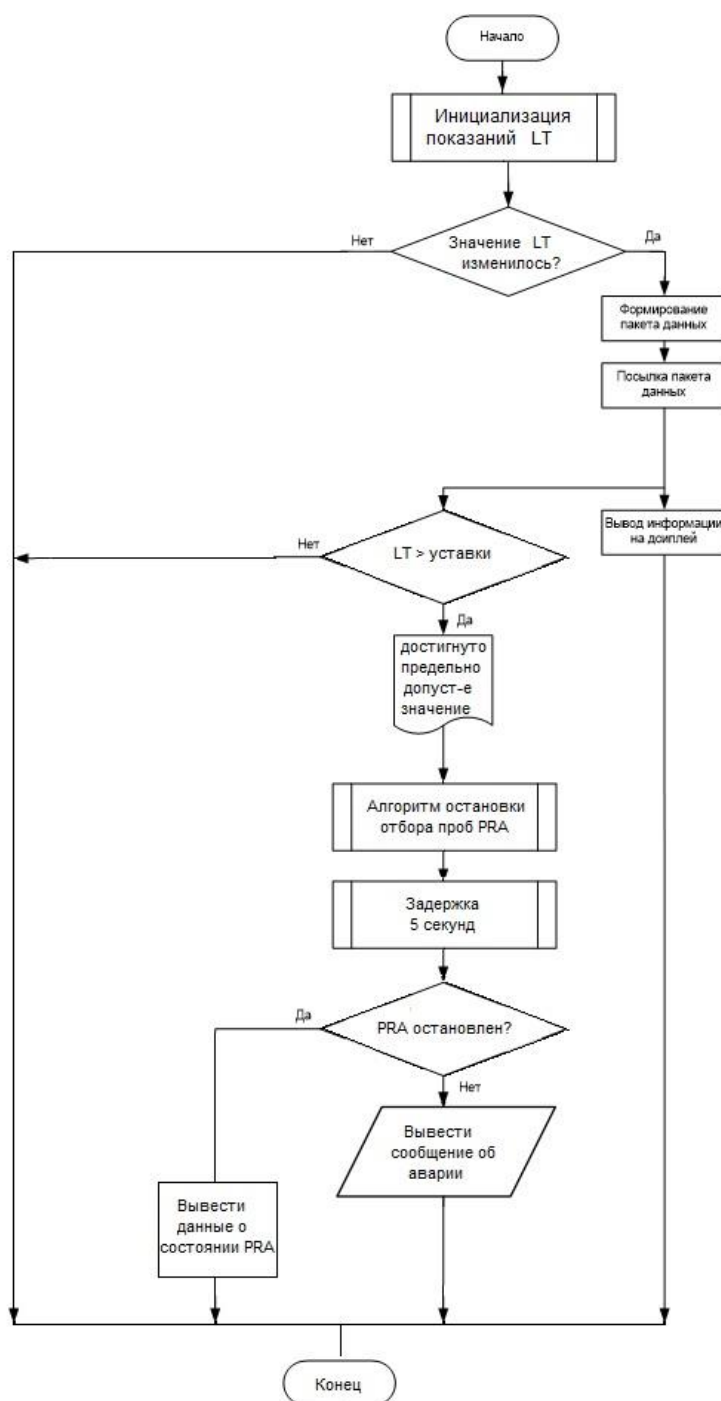 Начало
Инициализация
показаний LT
Нет
Значение LT
изменилось?
Да
Формирование
пакета данных
Посылка пакета
данных
Вывод информации
на доиплей
Нет
LT > уставки
Да
достигнуто
предельно
допуст-е
значение
Алгоритм остановки
отбора проб PRA
Задержка
5 секунд
Да
PRA остановлен?
Нет
Вывести
сообщение об
аварии
Вывести
данные о
состоянии PRA
Конец